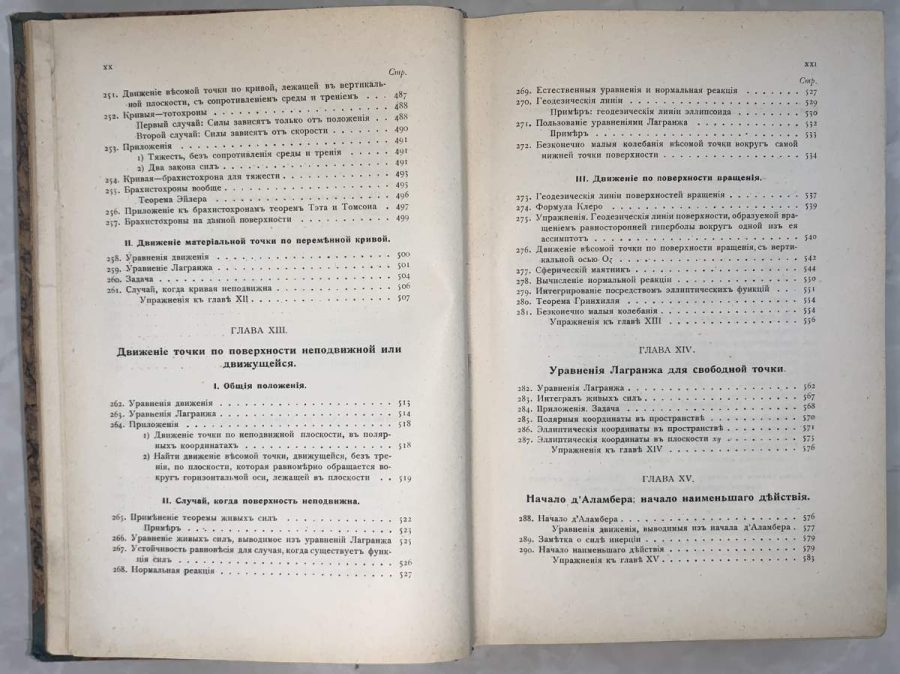 xx
Стр.
251. Движеніе вѣсомой точки по кривой, лежащей въ вертикаль-
ной плоскости, съ сопротивленіемъ среды и треніемъ . . . 487
252. Кривыя—тотохроны . . . . . . . . . . 488
Первый случай: Силы зависятъ только отъ положенія . . 488
Второй случай: Силы зависятъ отъ скорости . . . . . 490
253. Приложенія . . . . . . . . . . 491
1) Тяжесть, безъ сопротивленія среды и тренія . . . . 491
2) Два закона силъ . . . . . . . . . . 491
254. Кривая—брахистохрона для тяжести . . . . . . . . 493
255. Брахистохроны вообще . . . . . . . . . . 495
Теорема Эйлера . . . . . . . . . . 496
256. Приложеніе къ брахистохронамъ теоремъ Тэта и Томсона . 497
257. Брахистохроны на данной поверхности . . . . . . . 499
II. Движеніе матеріальной точки по перемѣнной кривой.
258. Уравненія движенія . . . . . . . . . . 500
259. Уравненіе Лагранжа . . . . . . . . . . 501
260. Задача . . . . . . . . . . 504
261. Случай, когда кривая неподвижна . . . . . . . . 506
Упражненія къ главѣ XII . . . . . . . . . . 507
ГЛАВА XIII.
Движеніе точки по поверхности неподвижной или
движущейся.
I. Общія положенія.
262. Уравненія движенія . . . . . . . . . . 513
263. Уравненія Лагранжа . . . . . . . . . . 514
264. Приложенія . . . . . . . . . . 518
1) Движеніе точки по неподвижной плоскости, въ поляр-
ныхъ координатахъ . . . . . . . . . . 518
2) Найти движеніе вѣсомой точки, движущейся, безъ тре-
нія, по плоскости, которая равномѣрно обращается во-
кругъ горизонтальной оси, лежащей въ плоскости . . 519
II. Случай, когда поверхность неподвижна.
265. Примѣненіе теоремы живыхъ силъ . . . . . . . . 522
Примѣръ . . . . . . . . . . 523
266. Уравненіе живыхъ силъ, выводимое изъ уравненій Лагранжа 525
267. Устойчивость равновѣсія для случая, когда существуетъ функ-
ція силъ . . . . . . . . . . 526
268. Нормальная реакція . . . . . . . . . . 527
xxi
Стр.
269. Естественныя уравненія и нормальная реакція . . . . . 527
270. Геодезическія линіи . . . . . . . . . . 529
Примѣръ: геодезическія линіи эллипсоида . . . . . . 530
271. Пользованіе уравненіями Лагранжа . . . . . . . . 532
Примѣръ . . . . . . . . . . 533
272. Безконечно малыя колебанія вѣсомой точки вокругъ самой
нижней точки поверхности . . . . . . . . . . 534
III. Движеніе по поверхности вращенія.
273. Геодезическія линіи поверхностей вращенія . . . . . . 537
274. Формула Клеро . . . . . . . . . . 539
275. Упражненія. Геодезическія линіи поверхности, образуемой вра-
щеніемъ равносторонней гиперболы вокругъ одной изъ ея
ассимптотъ . . . . . . . . . . 540
276. Движеніе вѣсомой точки по поверхности вращенія, съ верти-
кальной осью Oζ . . . . . . . . . . 542
277. Сферическій маятникъ . . . . . . . . . . 544
278. Вычисленіе нормальной реакціи . . . . . . . . . . 550
279. Интегрированіе посредствомъ эллиптическихъ функцій . . . 551
280. Теорема Гринхилля . . . . . . . . . . 554
281. Безконечно малыя колебанія . . . . . . . . . . 554
Упражненія къ главѣ XIII . . . . . . . . . . 556
ГЛАВА XIV.
Уравненія Лагранжа для свободной точки.
282. Уравненія Лагранжа . . . . . . . . . . 562
283. Интегралъ живыхъ силъ . . . . . . . . . . 567
284. Приложенія. Задача . . . . . . . . . . 568
285. Полярныя координаты въ пространствѣ . . . . . . . 570
286. Эллиптическія координаты въ пространствѣ . . . . . . 571
287. Эллиптическія координаты въ плоскости xy . . . . . . 575
Упражненія къ главѣ XIV . . . . . . . . . . 576
ГЛАВА XV.
Начало д'Аламбера; начало наименьшаго дѣйствія.
288. Начало д'Аламбера . . . . . . . . . . 576
Уравненія движенія, выводимыя изъ начала д'Аламбера . 577
289. Замѣтка о силѣ инерціи . . . . . . . . . . 579
290. Начало наименьшаго дѣйствія . . . . . . . . . . 579
Упражненія къ главѣ XV . . . . . . . . . . 583